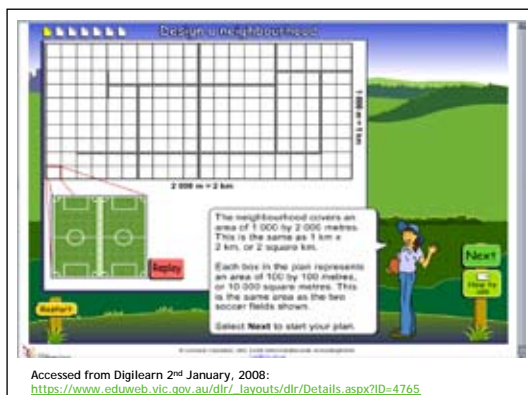 Design a neighbourhood
1 000 m = 1 km
2 000 m = 2 km
The neighbourhood covers an
area of 1 000 by 2 000 metres.
This is the same as 1 km x
2 km, or 2 square km.
Each box in the plan represents
an area of 100 by 100 metres,
or 10 000 square metres. This
is the same area as the two
soccer fields shown.
Select Next to start your plan.
Replay
Next
How to
use
Restart
Accessed from Digilearn 2nd January, 2008:
https://www.eduweb.vic.gov.au/dlr/_layouts/dlr/Details.aspx?ID=4765